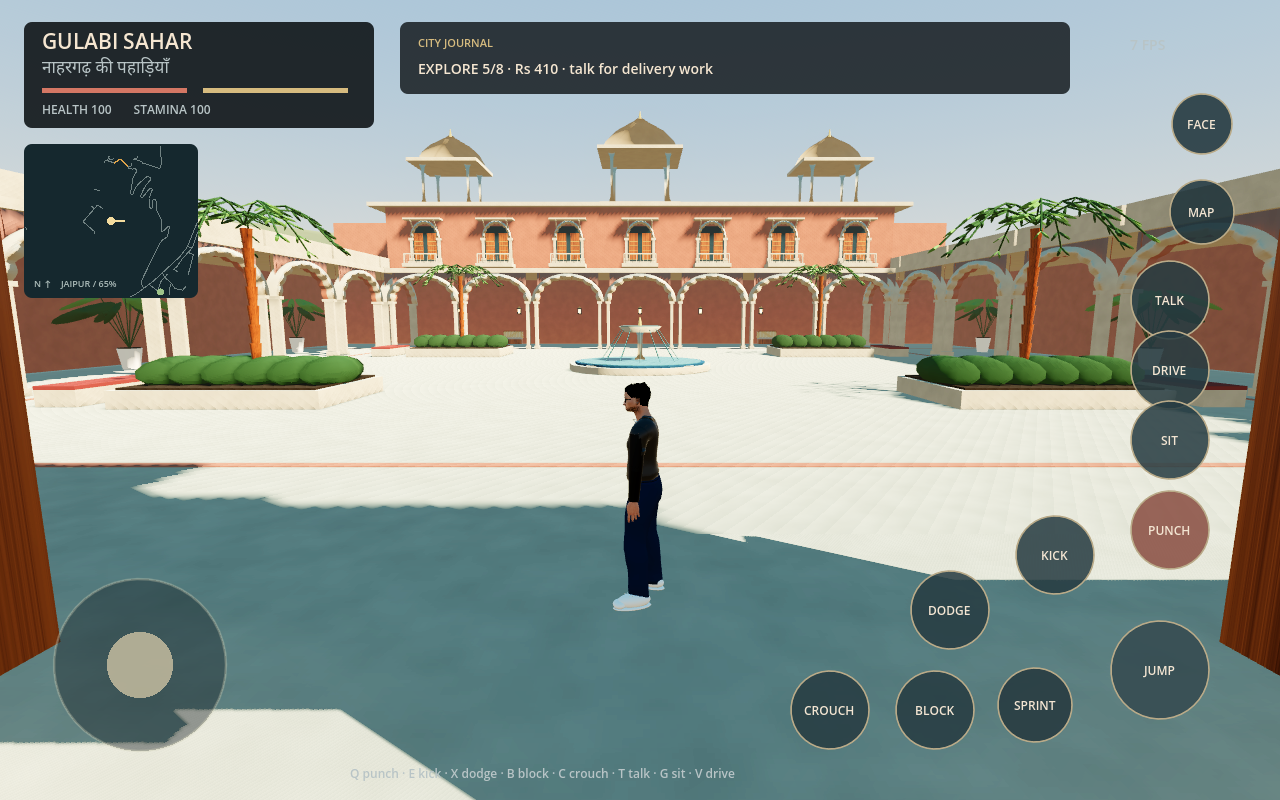 GULABI SAHAR
नाहरगढ़ की पहाड़ियाँ
HEALTH 100 STAMINA 100
CITY JOURNAL
EXPLORE 5/8 · Rs 410 · talk for delivery work
7 FPS
FACE
MAP
N ↑ JAIPUR / 65%
TALK
DRIVE
SIT
PUNCH
KICK
DODGE
JUMP
CROUCH
BLOCK
SPRINT
Q punch · E kick · X dodge · B block · C crouch · T talk · G sit · V drive